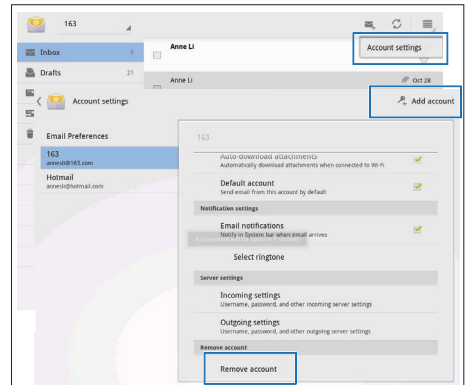 163
Inbox
Anne Li
Account settings
Drafts 21
Anne Li Oct 28
Account settings
Add account
Email Preferences
163
annesli@163.com
Hotmail
annesli@hotmail.com
163
Auto-download attachments
Automatically download attachments when connected to Wi-Fi
Default account
Send email from this account by default
Notification settings
Email notifications
Notify in System bar when email arrives
Select ringtone
Server settings
Incoming settings
Username, password, and other incoming server settings
Outgoing settings
Username, password, and other outgoing server settings
Remove account
Remove account